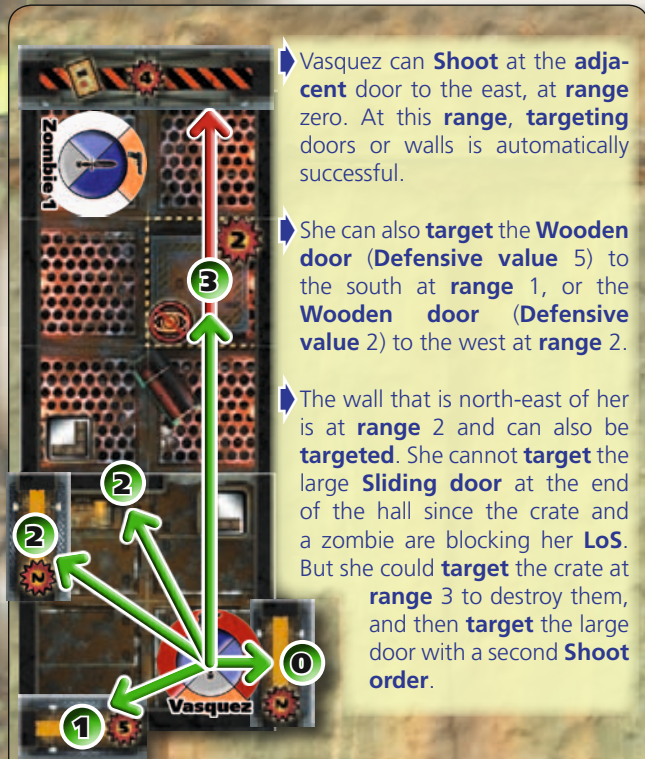 4
Zombie 1
2
3
2
2
2
0
2
1
5
Vasquez
Vasquez can Shoot at the adja-
cent door to the east, at range
zero. At this range, targeting
doors or walls is automatically
successful.
She can also target the Wooden
door (Defensive value 5) to
the south at range 1, or the
Wooden door (Defensive
value 2) to the west at range 2.
The wall that is north-east of her
is at range 2 and can also be
targeted. She cannot target the
large Sliding door at the end
of the hall since the crate and
a zombie are blocking her LoS.
But she could target the crate at
range 3 to destroy them,
and then target the large
door with a second Shoot
order.